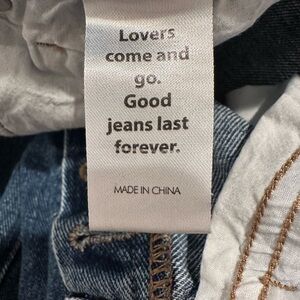 Lovers
come and
go.
Good
jeans last
forever.
MADE IN CHINA